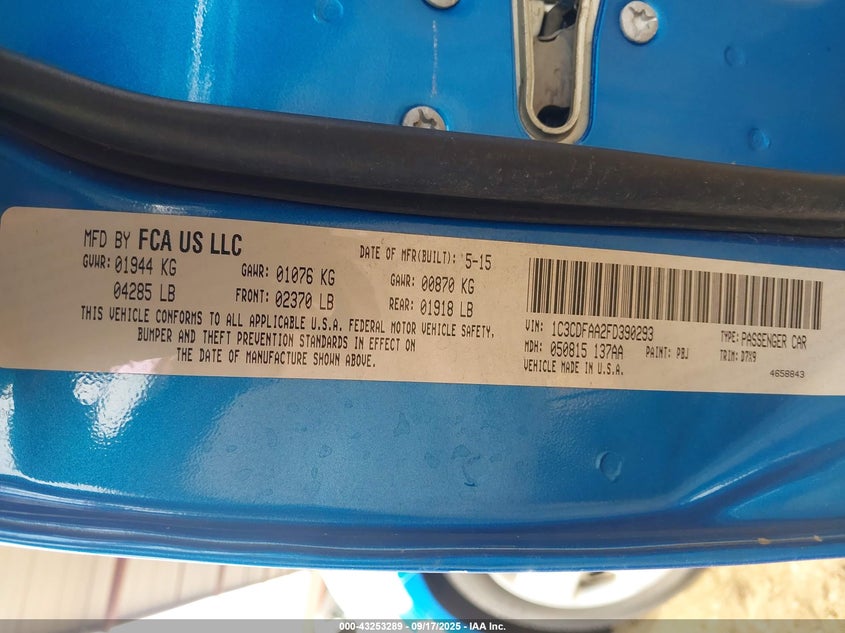 MFD BY FCA US LLC
DATE OF MFR(BUILT): 5-15
GVWR: 01944 KG
GAWR: 01076 KG
GAWR: 00870 KG
04285 LB
FRONT: 02370 LB
REAR: 01918 LB
THIS VEHICLE CONFORMS TO ALL APPLICABLE U.S.A. FEDERAL MOTOR VEHICLE SAFETY,
BUMPER AND THEFT PREVENTION STANDARDS IN EFFECT ON
THE DATE OF MANUFACTURE SHOWN ABOVE.
VIN: 1C3CDFAA2FD390293
TYPE: PASSENGER CAR
MDH: 050815 137AA
PAINT: PBJ
TRIM: D7X9
VEHICLE MADE IN U.S.A.
4658843
000-43253289 - 09/17/2025 - IAA Inc.